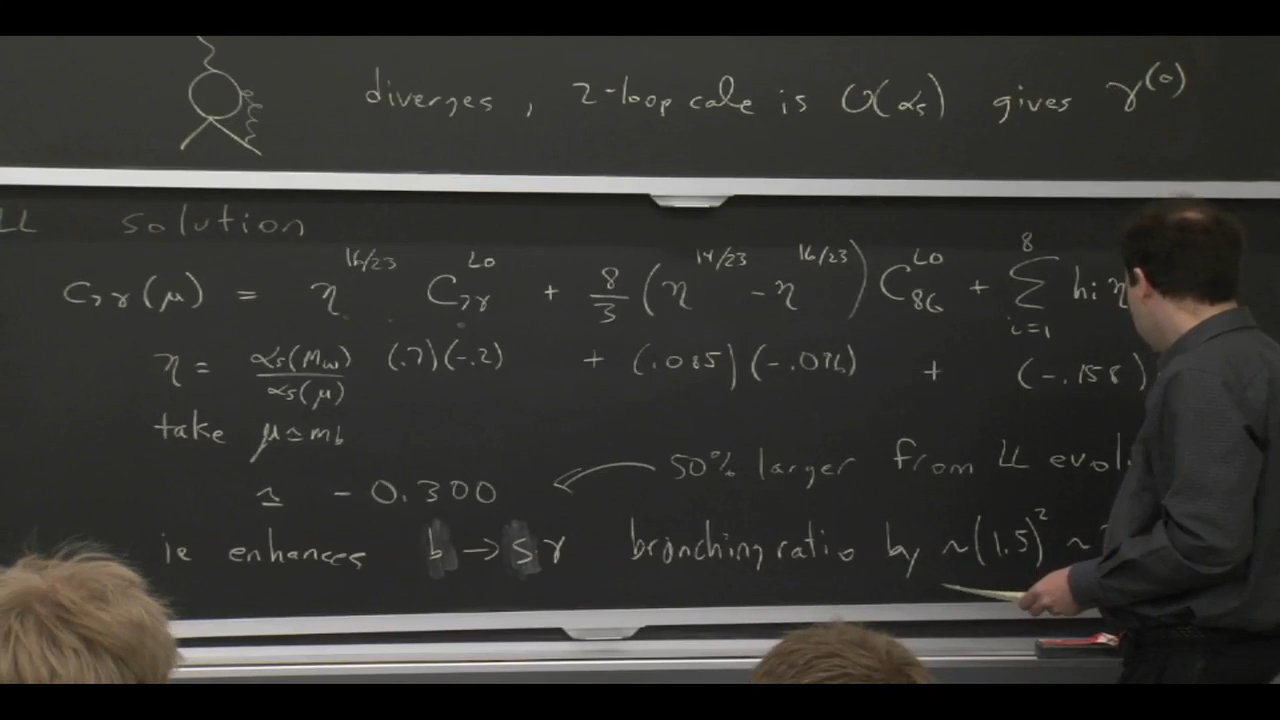 diverges, 2-loop calc is O(αs) gives γ^(0)
LL solution
C7γ(μ) = η^16/23 C7γ^LO + 8/3 (η^14/23 - η^16/23) C8G^LO + Σ i=1 8 hi η
η = αs(Mw)/αs(μ) (.7)(-.2) + (.085)(-.096) + (-.158)
take μ≃mb
≃ -0.300 50% larger from LL
ie enhances b → sγ branching ratio by ~(1.5)^2 ~